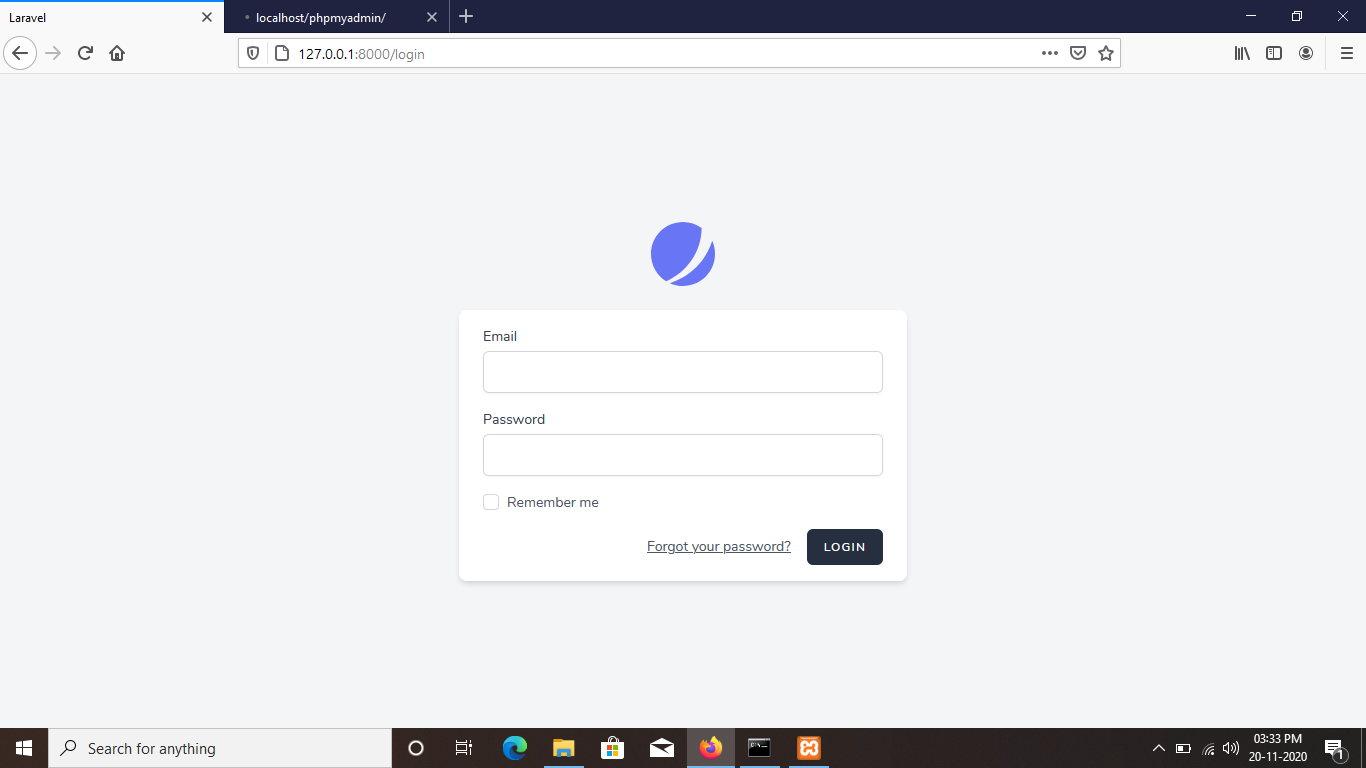 Laravel
localhost/phpmyadmin/
127.0.0.1:8000/login
Email
Password
Remember me
Forgot your password?
LOGIN
Search for anything
03:33 PM
20-11-2020
1